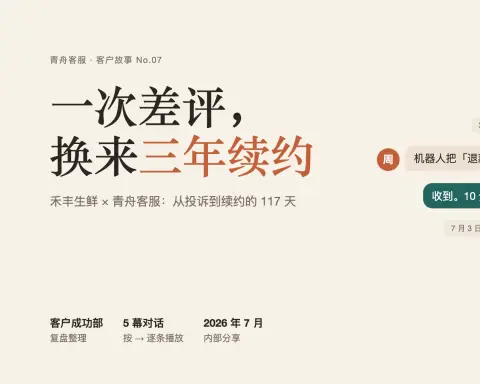 青舟客服 · 客户故事 No.07
一次差评，
换来三年续约
禾丰生鲜 × 青舟客服：从投诉到续约的 117 天
周
机器人把「退
收到。10
7 月 3 日
客户成功部
复盘整理
5 幕对话
按 → 逐条播放
2026 年 7 月
内部分享